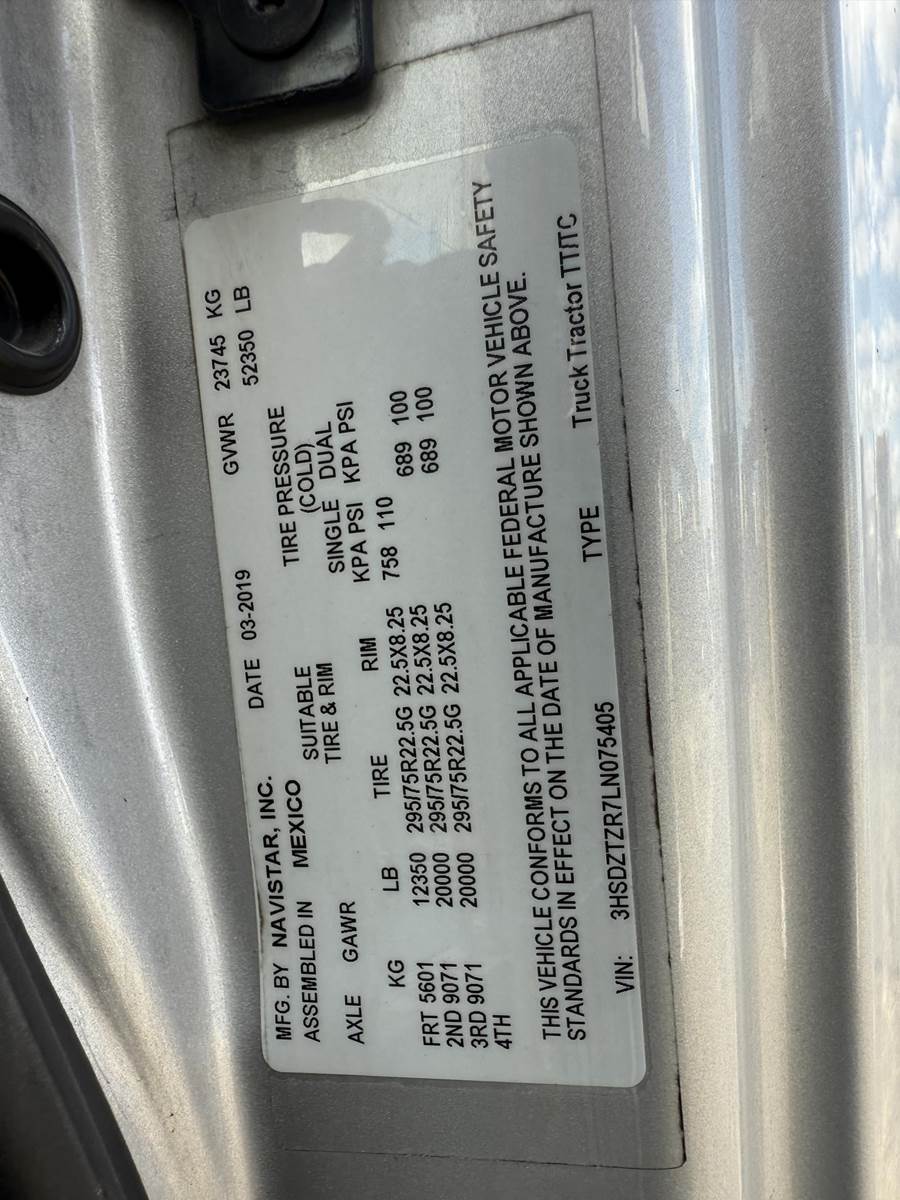 MFG. BY NAVISTAR, INC. DATE 03-2019 GVWR 23745 KG
ASSEMBLED IN MEXICO 52350 LB
SUITABLE TIRE PRESSURE
AXLE GAWR TIRE & RIM (COLD)
SINGLE DUAL
KG LB TIRE RIM KPA PSI KPA PSI
FRT 5601 12350 295/75R22.5G 22.5X8.25 758 110
2ND 9071 20000 295/75R22.5G 22.5X8.25 689 100
3RD 9071 20000 295/75R22.5G 22.5X8.25 689 100
4TH
THIS VEHICLE CONFORMS TO ALL APPLICABLE FEDERAL MOTOR VEHICLE SAFETY
STANDARDS IN EFFECT ON THE DATE OF MANUFACTURE SHOWN ABOVE.
VIN: 3HSDZTZR7LN075405 TYPE Truck Tractor TT/TC